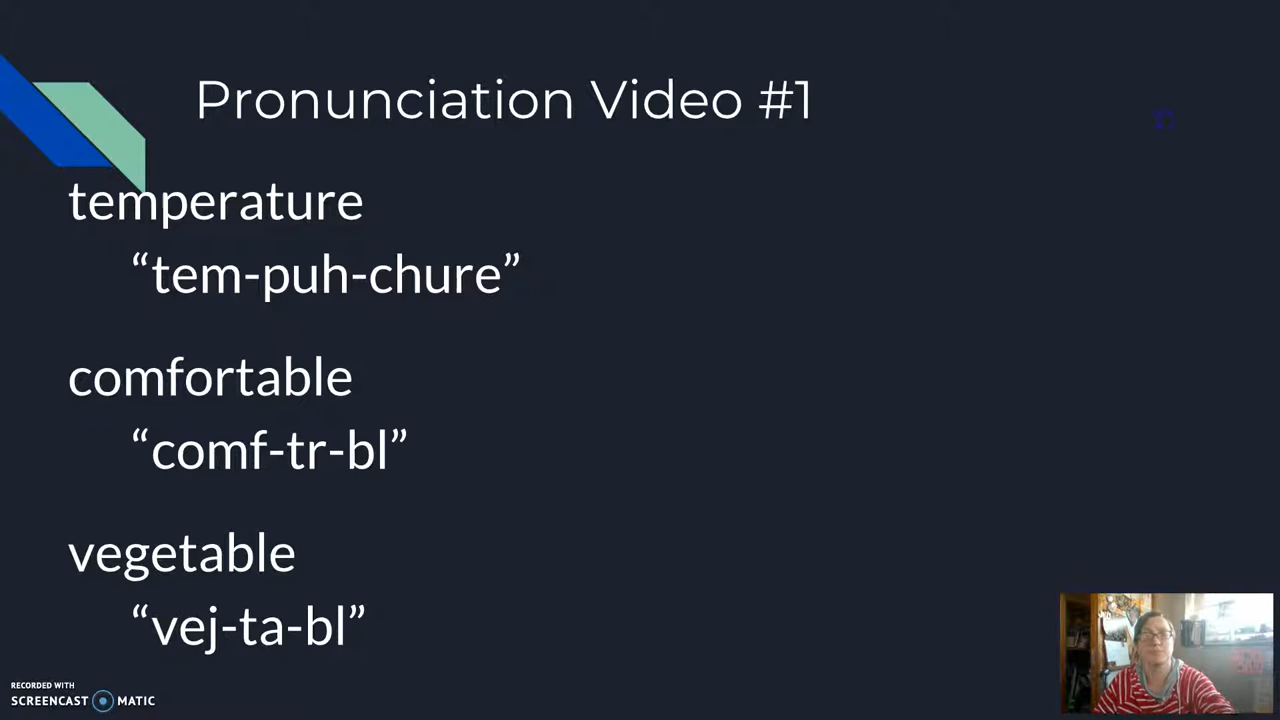 Pronunciation Video #1
temperature
“tem-puh-chure”
comfortable
“comf-tr-bl”
vegetable
“vej-ta-bl”
RECORDED WITH
SCREENCAST MATIC